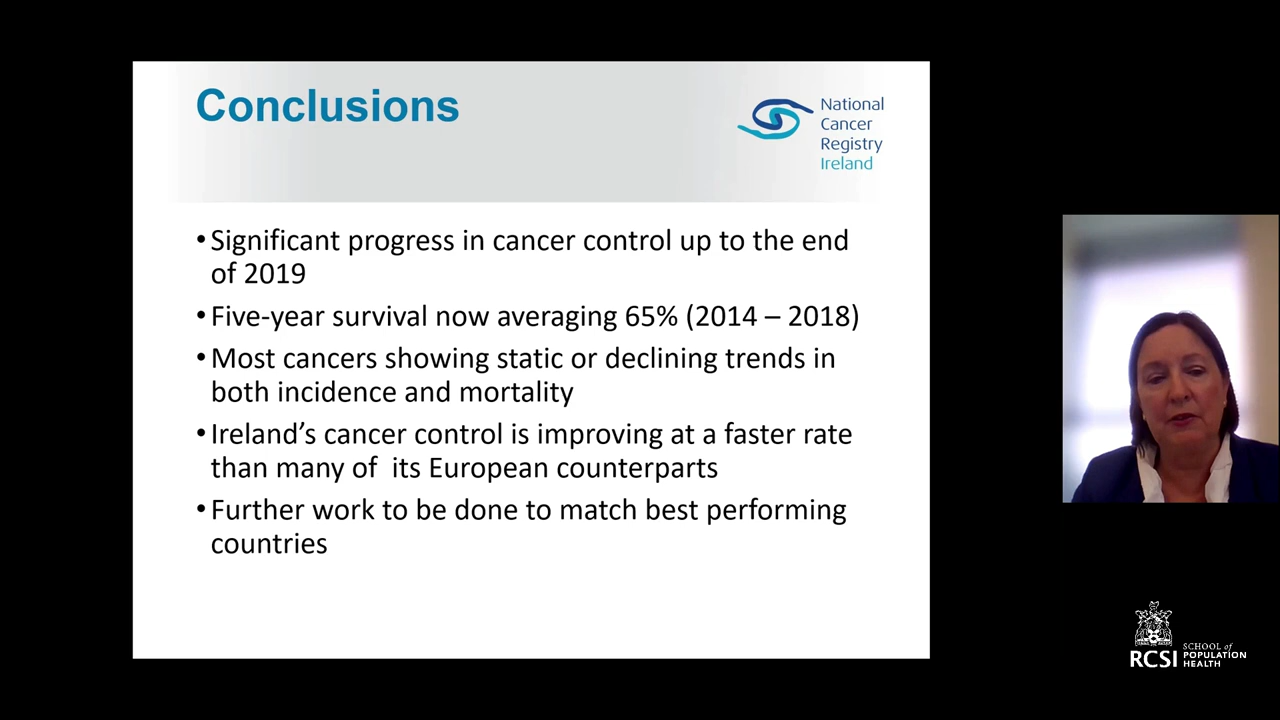 Conclusions
National
Cancer
Registry
Ireland
• Significant progress in cancer control up to the end
of 2019
• Five-year survival now averaging 65% (2014 – 2018)
• Most cancers showing static or declining trends in
both incidence and mortality
• Ireland’s cancer control is improving at a faster rate
than many of  its European counterparts
• Further work to be done to match best performing
countries
RCSI
SCHOOL of
POPULATION
HEALTH